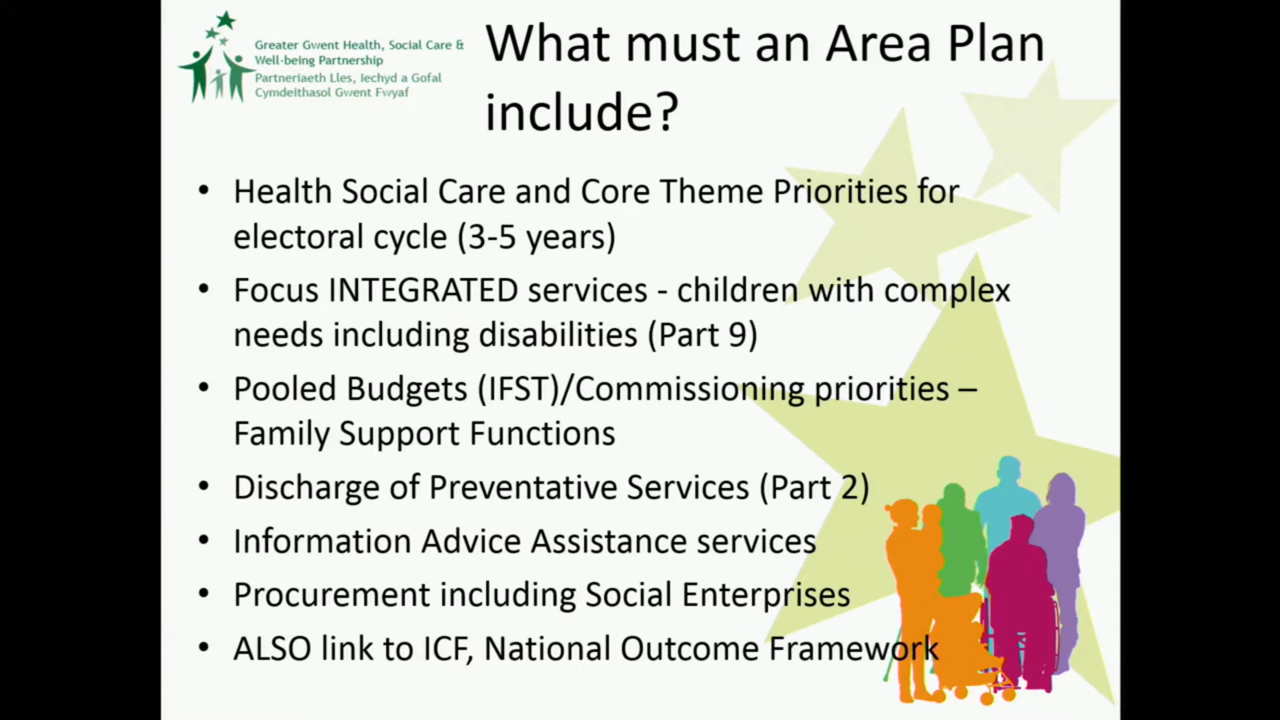 Greater Gwent Health, Social Care &
Well-being Partnership
Partneriaeth Lles, Iechyd a Gofal
Cymdeithasol Gwent Fwyaf
What must an Area Plan
include?
• Health Social Care and Core Theme Priorities for
electoral cycle (3-5 years)
• Focus INTEGRATED services - children with complex
needs including disabilities (Part 9)
• Pooled Budgets (IFST)/Commissioning priorities –
Family Support Functions
• Discharge of Preventative Services (Part 2)
• Information Advice Assistance services
• Procurement including Social Enterprises
• ALSO link to ICF, National Outcome Framework